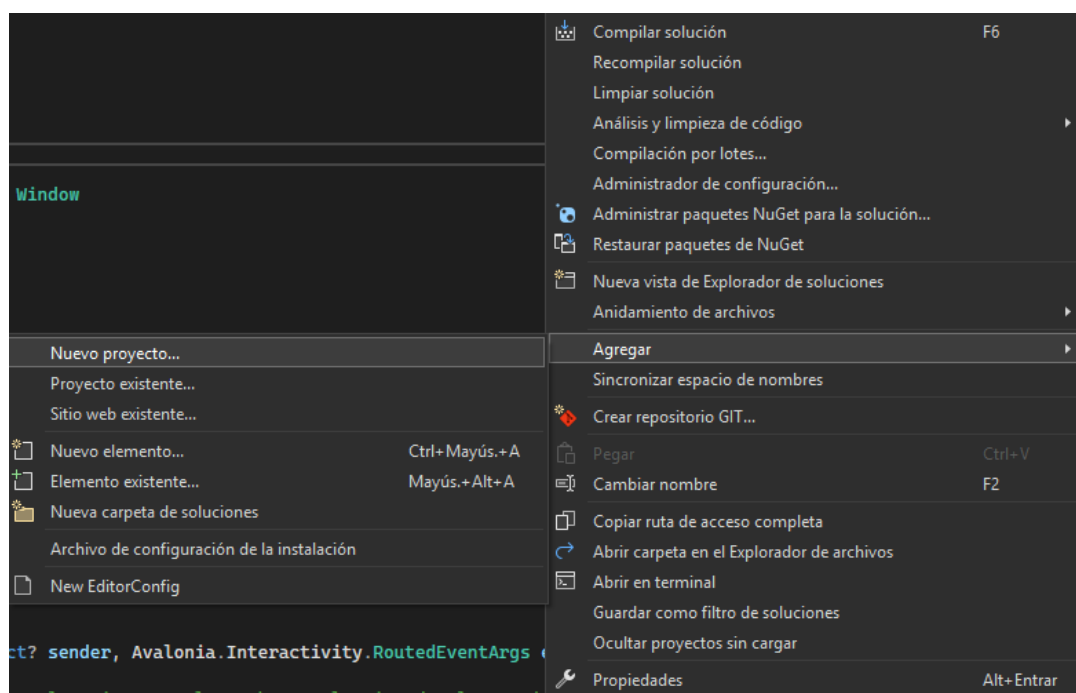 Window
ct? sender, Avalonia.Interactivity.RoutedEventArgs
Compilar solución F6
Recompilar solución
Limpiar solución
Análisis y limpieza de código
Compilación por lotes...
Administrador de configuración...
Administrar paquetes NuGet para la solución...
Restaurar paquetes de NuGet
Nueva vista de Explorador de soluciones
Anidamiento de archivos
Agregar
Sincronizar espacio de nombres
Crear repositorio GIT...
Pegar Ctrl+V
Cambiar nombre F2
Copiar ruta de acceso completa
Abrir carpeta en el Explorador de archivos
Abrir en terminal
Guardar como filtro de soluciones
Ocultar proyectos sin cargar
Propiedades Alt+Entrar
Nuevo proyecto...
Proyecto existente...
Sitio web existente...
Nuevo elemento... Ctrl+Mayús.+A
Elemento existente... Mayús.+Alt+A
Nueva carpeta de soluciones
Archivo de configuración de la instalación
New EditorConfig